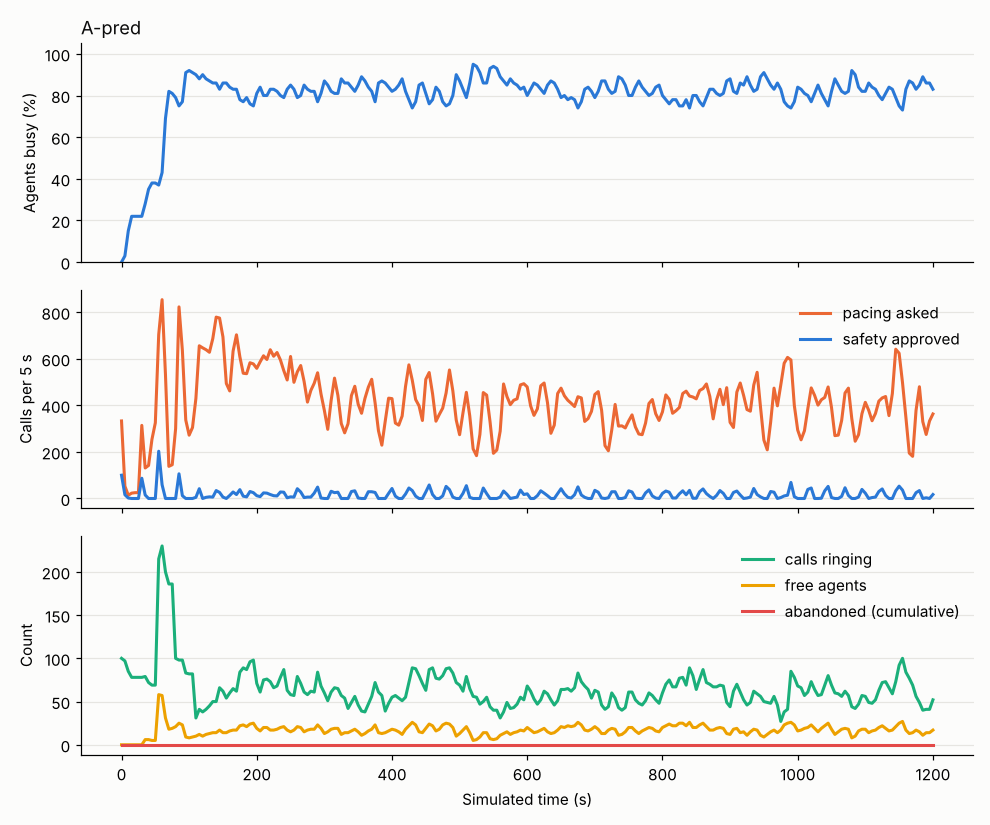 A-pred
Agents busy (%)
100
80
60
40
20
0
Calls per 5 s
800
600
400
200
0
pacing asked
safety approved
Count
200
150
100
50
0
calls ringing
free agents
abandoned (cumulative)
0 200 400 600 800 1000 1200
Simulated time (s)